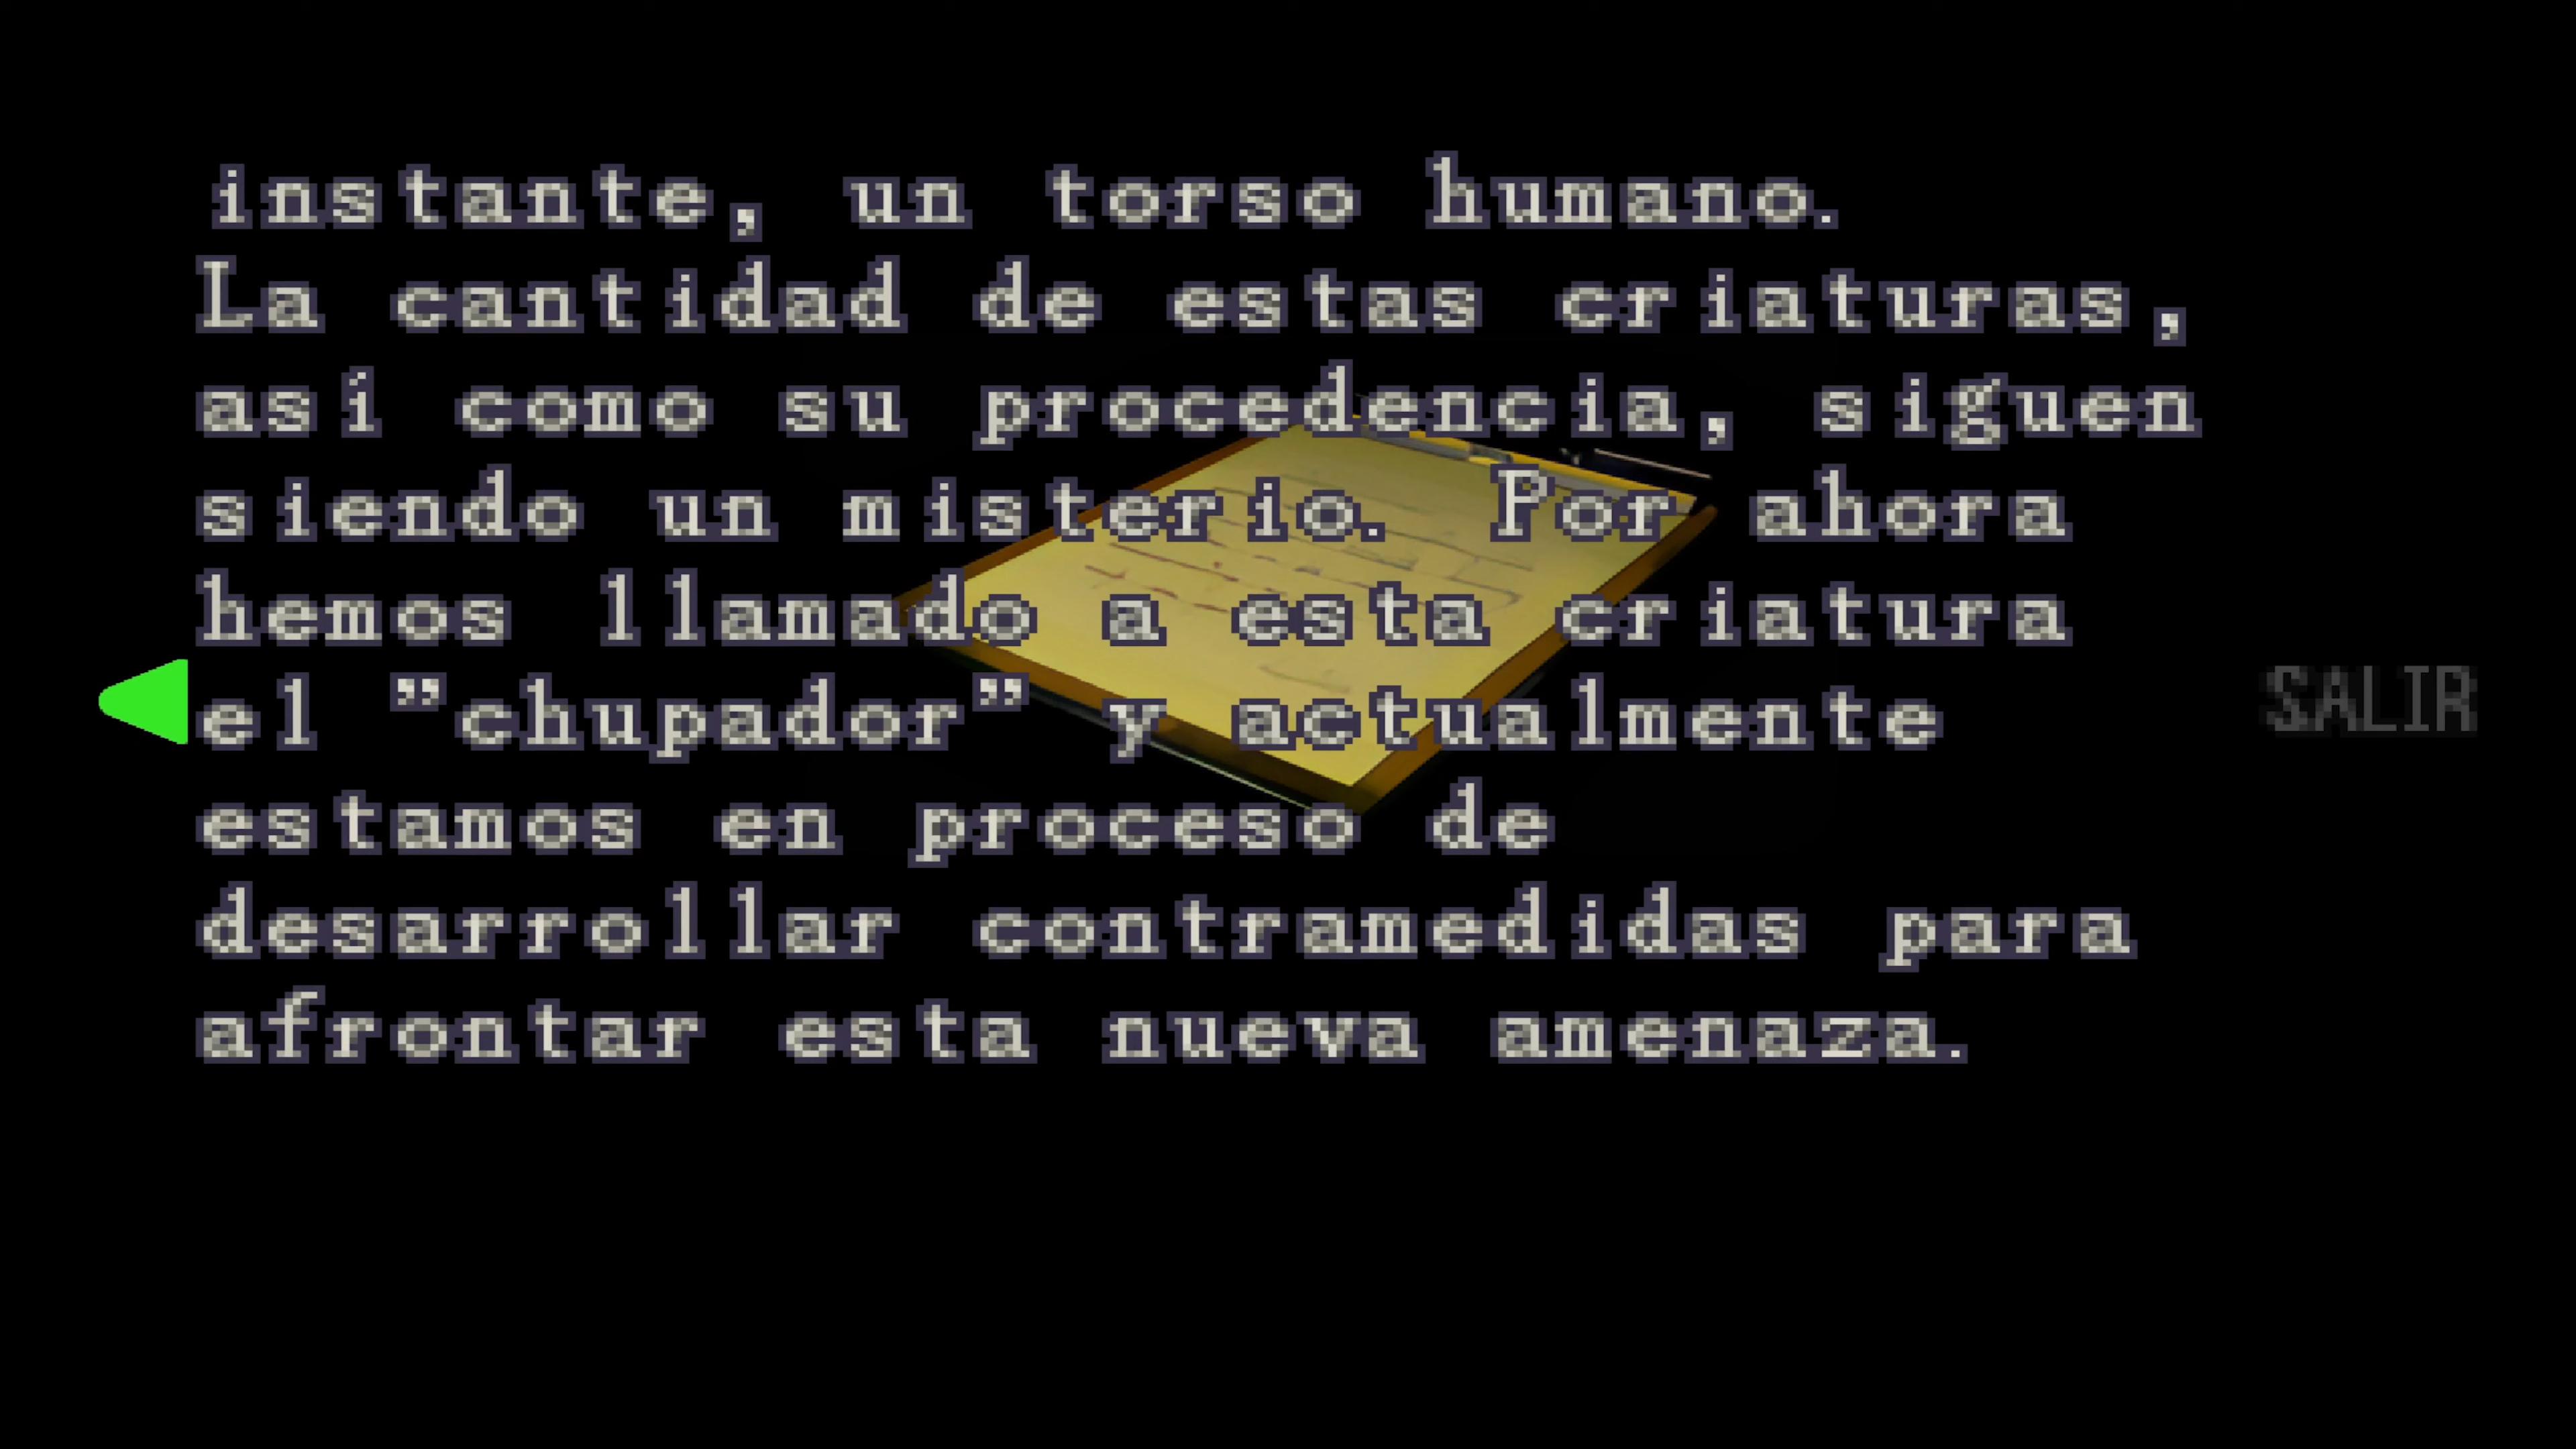 instante, un torso humano.
La cantidad de estas criaturas,
así como su procedencia, siguen
siendo un misterio. Por ahora
hemos llamado a esta criatura
el "chupador" y actualmente
SALIR
estamos en proceso de
desarrollar contramedidas para
afrontar esta nueva amenaza.